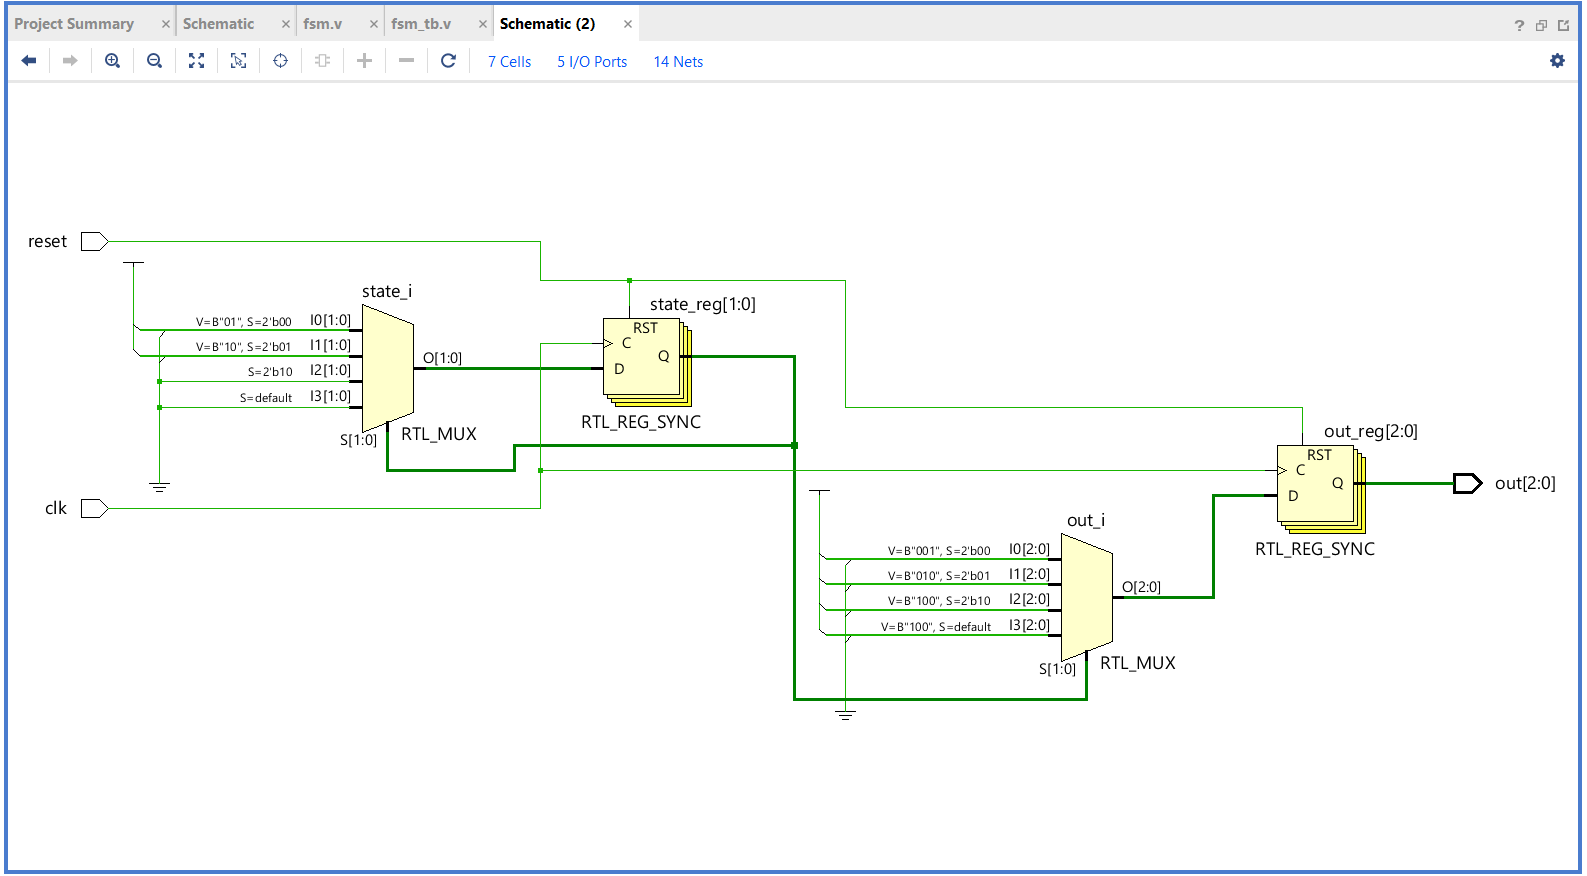 Project Summary × Schematic × fsm.v × fsm_tb.v × Schematic (2) × ?
7 Cells 5 I/O Ports 14 Nets
reset
state_i
state_reg[1:0]
V=B"01", S=2'b00 I0[1:0]
V=B"10", S=2'b01 I1[1:0]
S=2'b10 I2[1:0]
S=default I3[1:0]
O[1:0]
S[1:0]
RTL_MUX
RST
C
Q
D
RTL_REG_SYNC
clk
out_reg[2:0]
RST
C
Q
D
RTL_REG_SYNC
out[2:0]
out_i
V=B"001", S=2'b00 I0[2:0]
V=B"010", S=2'b01 I1[2:0]
V=B"100", S=2'b10 I2[2:0]
V=B"100", S=default I3[2:0]
O[2:0]
S[1:0]
RTL_MUX